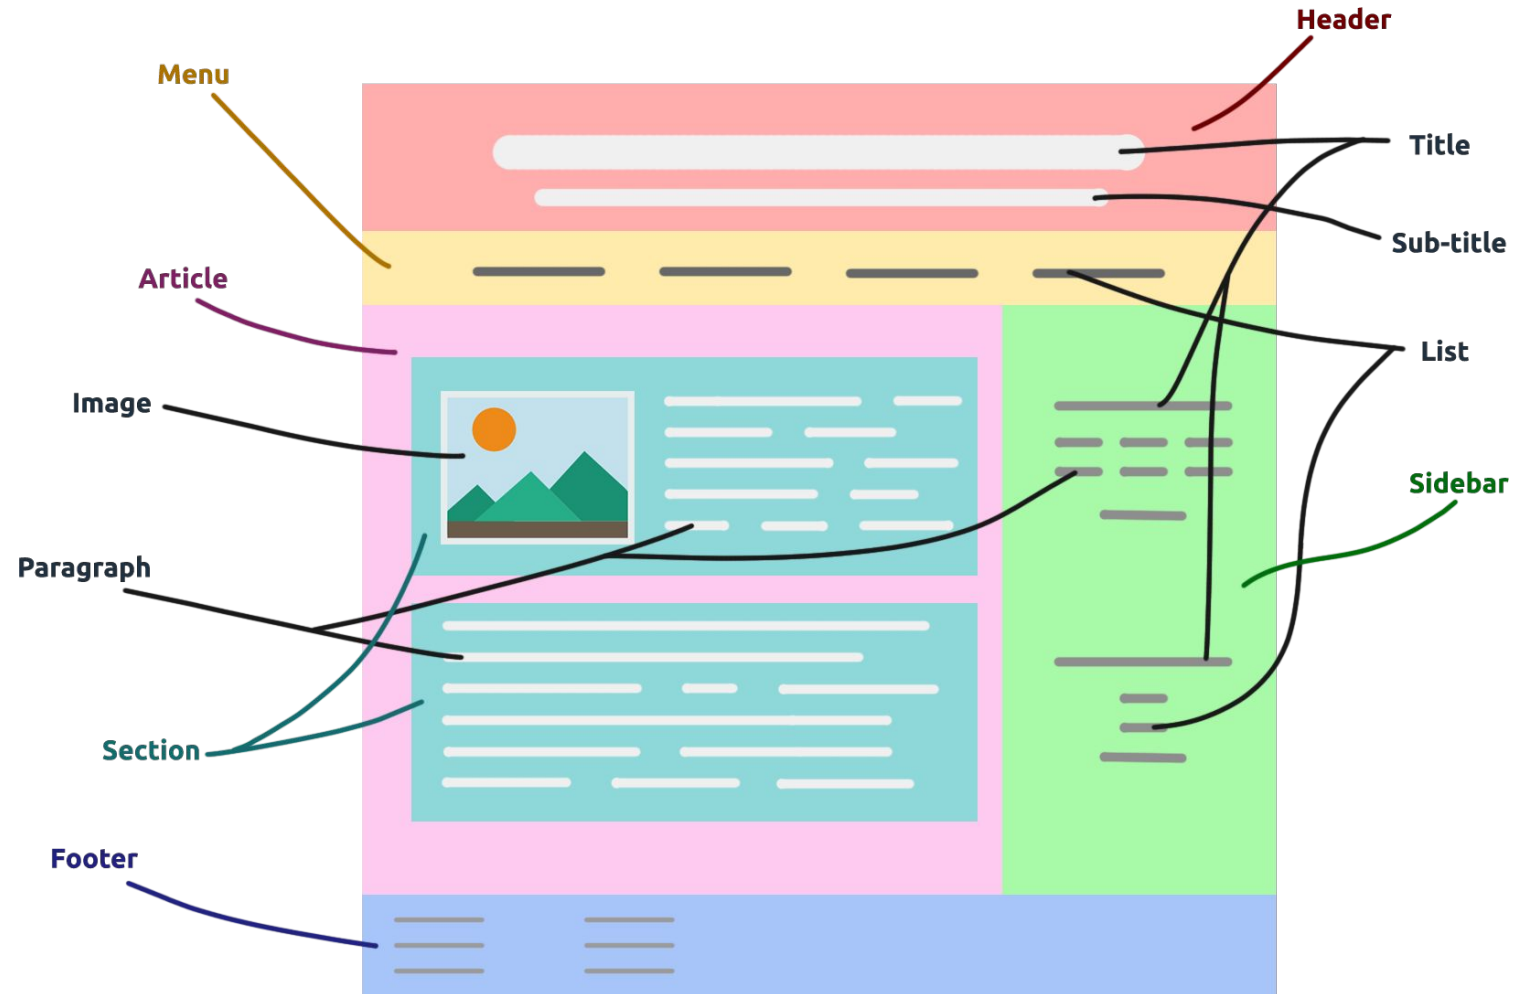 Header
Menu
Title
Sub-title
Article
List
Image
Sidebar
Paragraph
Section
Footer